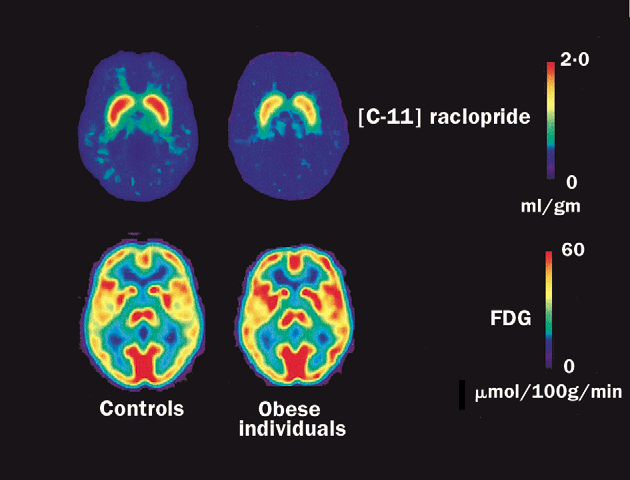 2·0
[C-11] raclopride
0
ml/gm
60
FDG
0
μmol/100g/min
Controls
Obese
individuals